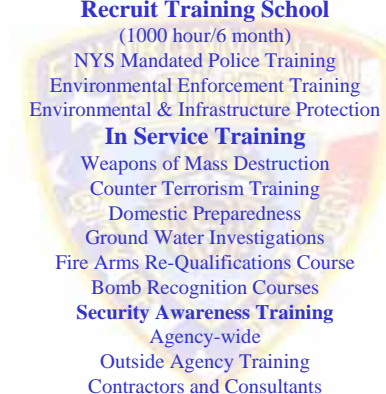 Recruit Training School
(1000 hour/6 month)
NYS Mandated Police Training
Environmental Enforcement Training
Environmental & Infrastructure Protection
In Service Training
Weapons of Mass Destruction
Counter Terrorism Training
Domestic Preparedness
Ground Water Investigations
Fire Arms Re-Qualifications Course
Bomb Recognition Courses
Security Awareness Training
Agency-wide
Outside Agency Training
Contractors and Consultants